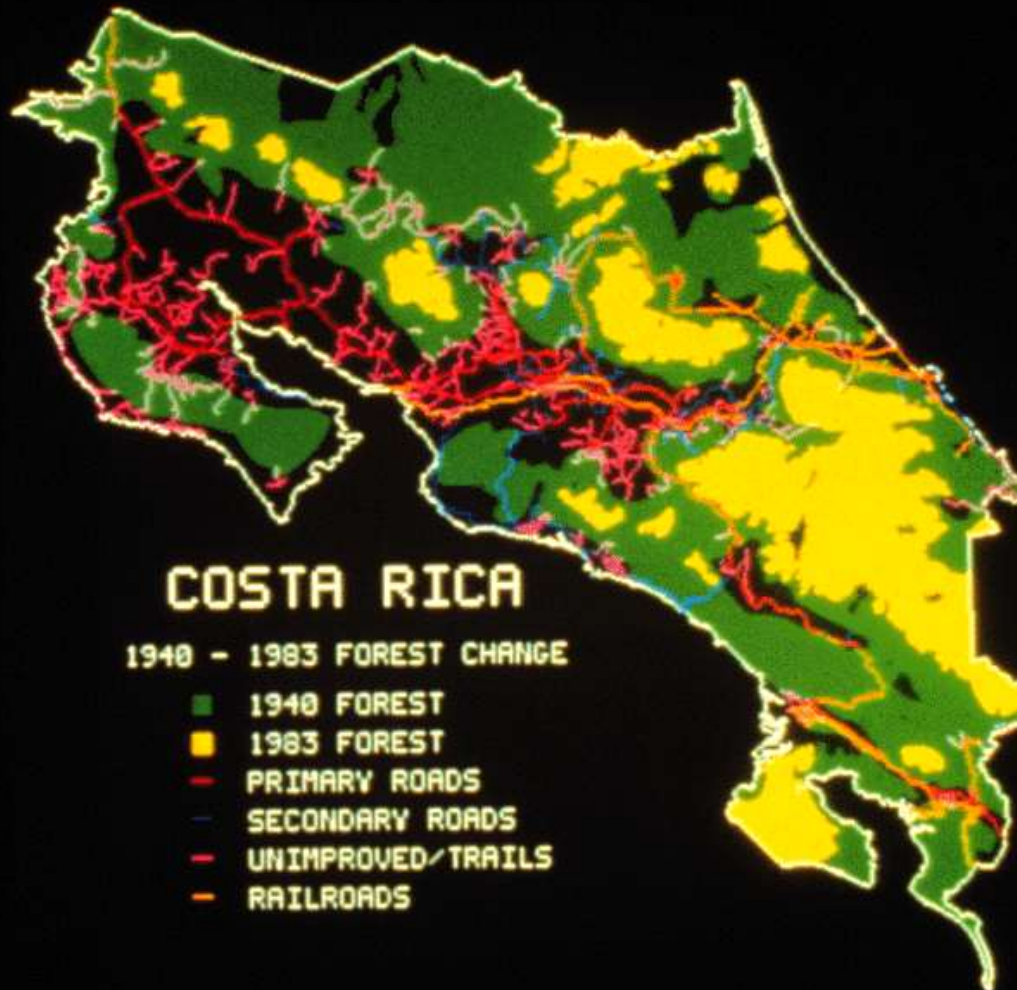 COSTA RICA
1940 - 1983 FOREST CHANGE
1940 FOREST
1983 FOREST
PRIMARY ROADS
SECONDARY ROADS
UNIMPROVED/TRAILS
RAILROADS